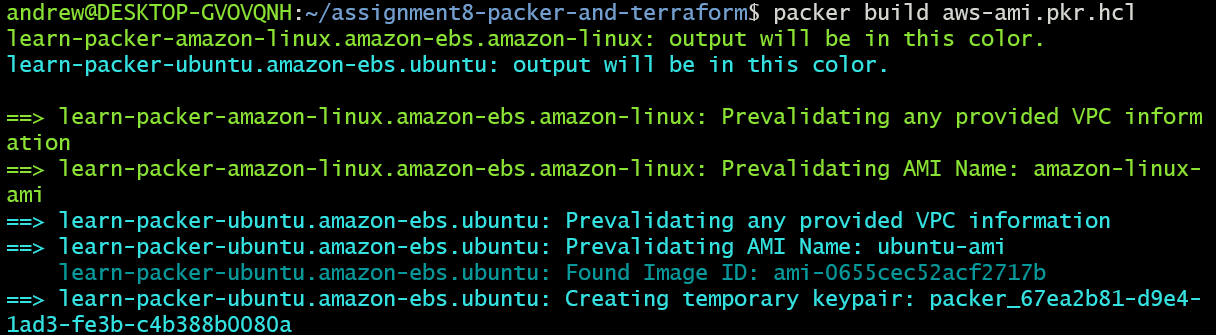 andrew@DESKTOP-GVOVQNH:~/assignment8-packer-and-terraform$ packer build aws-ami.pkr.hcl
learn-packer-amazon-linux.amazon-ebs.amazon-linux: output will be in this color.
learn-packer-ubuntu.amazon-ebs.ubuntu: output will be in this color.
==> learn-packer-amazon-linux.amazon-ebs.amazon-linux: Prevalidating any provided VPC inform
ation
==> learn-packer-amazon-linux.amazon-ebs.amazon-linux: Prevalidating AMI Name: amazon-linux-
ami
==> learn-packer-ubuntu.amazon-ebs.ubuntu: Prevalidating any provided VPC information
==> learn-packer-ubuntu.amazon-ebs.ubuntu: Prevalidating AMI Name: ubuntu-ami
    learn-packer-ubuntu.amazon-ebs.ubuntu: Found Image ID: ami-0655cec52acf2717b
==> learn-packer-ubuntu.amazon-ebs.ubuntu: Creating temporary keypair: packer_67ea2b81-d9e4-
1ad3-fe3b-c4b388b0080a